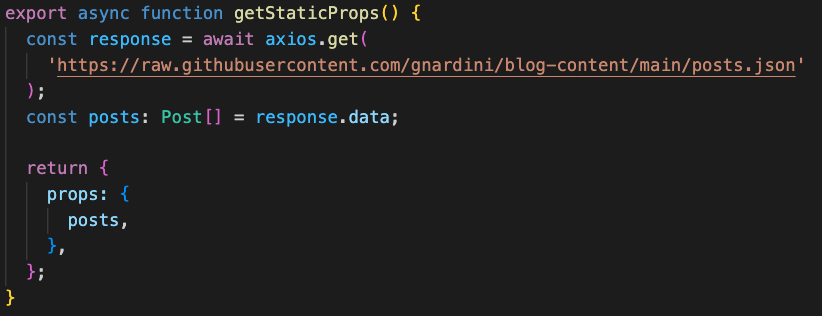 export async function getStaticProps() {
  const response = await axios.get(
    'https://raw.githubusercontent.com/gnardini/blog-content/main/posts.json'
  );
  const posts: Post[] = response.data;

  return {
    props: {
      posts,
    },
  };
}